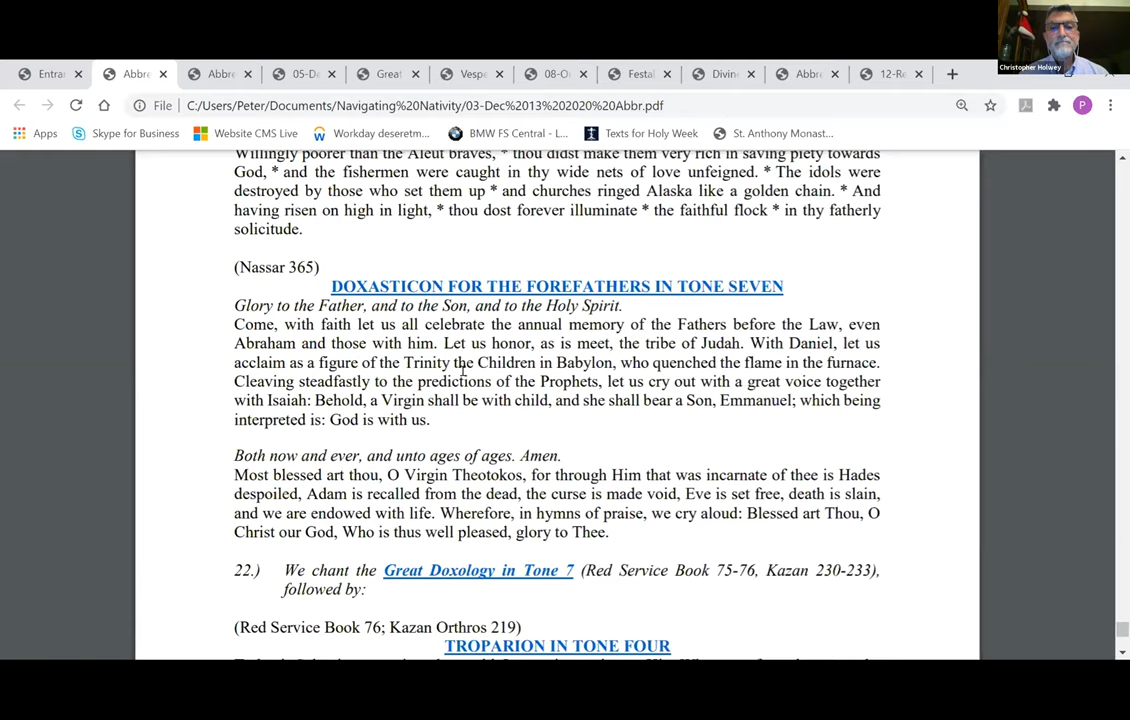 Christopher Holwey
Entra
Abbre
Abbre
05-De
Great
Vespe
08-O
Festal
Divine
Abbre
12-Re
File C:/Users/Peter/Documents/Navigating%20Nativity/03-Dec%2013%202020%20Abbr.pdf
P
Apps Skype for Business Website CMS Live Workday deseretm... BMW FS Central - L... Texts for Holy Week St. Anthony Monast...
Willingly poorer than the Aleut braves, * thou didst make them very rich in saving piety towards
God, * and the fishermen were caught in thy wide nets of love unfeigned. * The idols were
destroyed by those who set them up * and churches ringed Alaska like a golden chain. * And
having risen on high in light, * thou dost forever illuminate * the faithful flock * in thy fatherly
solicitude.
(Nassar 365)
DOXASTICON FOR THE FOREFATHERS IN TONE SEVEN
Glory to the Father, and to the Son, and to the Holy Spirit.
Come, with faith let us all celebrate the annual memory of the Fathers before the Law, even
Abraham and those with him. Let us honor, as is meet, the tribe of Judah. With Daniel, let us
acclaim as a figure of the Trinity the Children in Babylon, who quenched the flame in the furnace.
Cleaving steadfastly to the predictions of the Prophets, let us cry out with a great voice together
with Isaiah: Behold, a Virgin shall be with child, and she shall bear a Son, Emmanuel; which being
interpreted is: God is with us.
Both now and ever, and unto ages of ages. Amen.
Most blessed art thou, O Virgin Theotokos, for through Him that was incarnate of thee is Hades
despoiled, Adam is recalled from the dead, the curse is made void, Eve is set free, death is slain,
and we are endowed with life. Wherefore, in hymns of praise, we cry aloud: Blessed art Thou, O
Christ our God, Who is thus well pleased, glory to Thee.
22.) We chant the Great Doxology in Tone 7 (Red Service Book 75-76, Kazan 230-233),
followed by:
(Red Service Book 76; Kazan Orthros 219)
TROPARION IN TONE FOUR